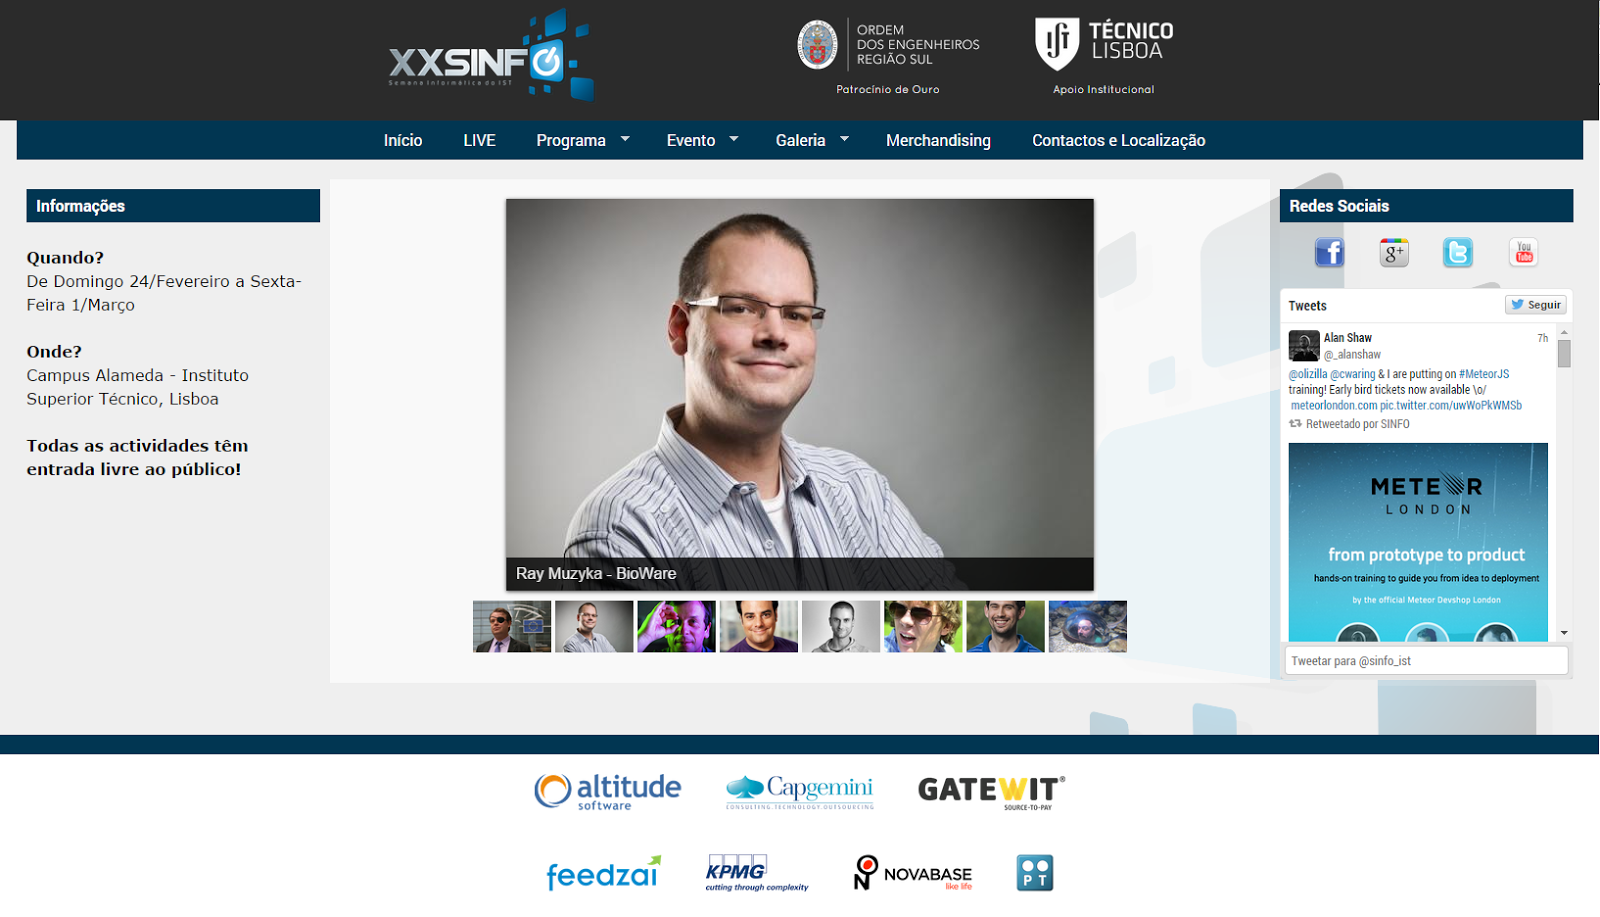 XXSINFO
Semana Informática do IST
ORDEM
DOS ENGENHEIROS
REGIÃO SUL
Patrocínio de Ouro
TÉCNICO
LISBOA
Apoio Institucional
Início
LIVE
Programa
Evento
Galeria
Merchandising
Contactos e Localização
Informações
Quando?
De Domingo 24/Fevereiro a Sexta-
Feira 1/Março
Onde?
Campus Alameda - Instituto
Superior Técnico, Lisboa
Todas as actividades têm
entrada livre ao público!
Ray Muzyka - BioWare
Redes Sociais
f
g+
t
You
Tube
Tweets
Seguir
Alan Shaw
7h
@_alanshaw
@olizilla @cwaring & I are putting on #MeteorJS
training! Early bird tickets now available \o/
meteorlondon.com pic.twitter.com/uwWoPkWMSb
Retweetado por SINFO
METEOR
LONDON
from prototype to product
hands-on training to guide you from idea to deployment
by the official Meteor Devshop London
Tweetar para @sinfo_ist
altitude
software
Capgemini
CONSULTING.TECHNOLOGY.OUTSOURCING
GATEWIT®
SOURCE-TO-PAY
feedzai
KPMG
cutting through complexity
N NOVABASE
like life
PT